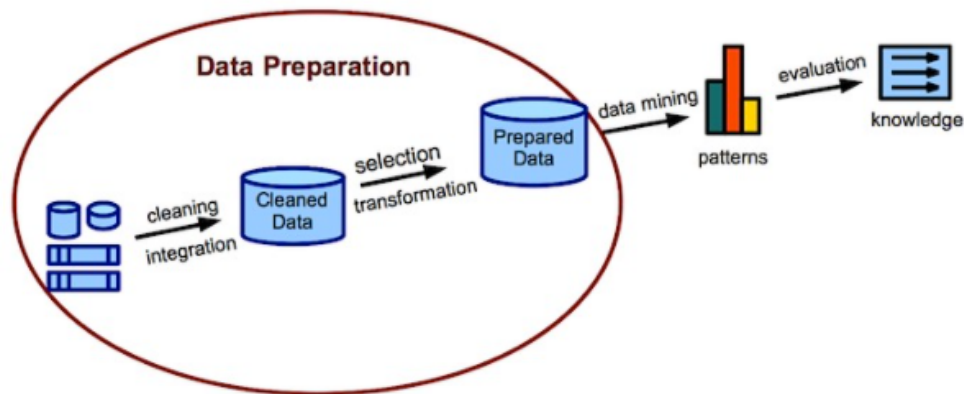 Data Preparation
cleaning
integration
Cleaned
Data
selection
transformation
Prepared
Data
data mining
patterns
evaluation
knowledge